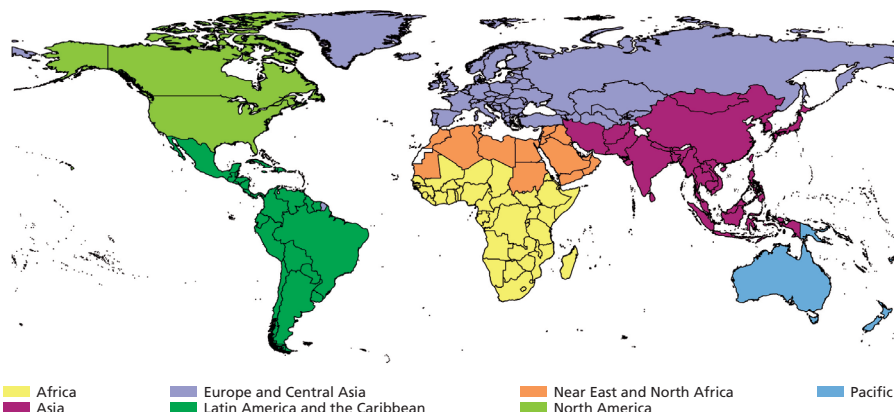 Africa
Asia
Europe and Central Asia
Latin America and the Caribbean
Near East and North Africa
North America
Pacific